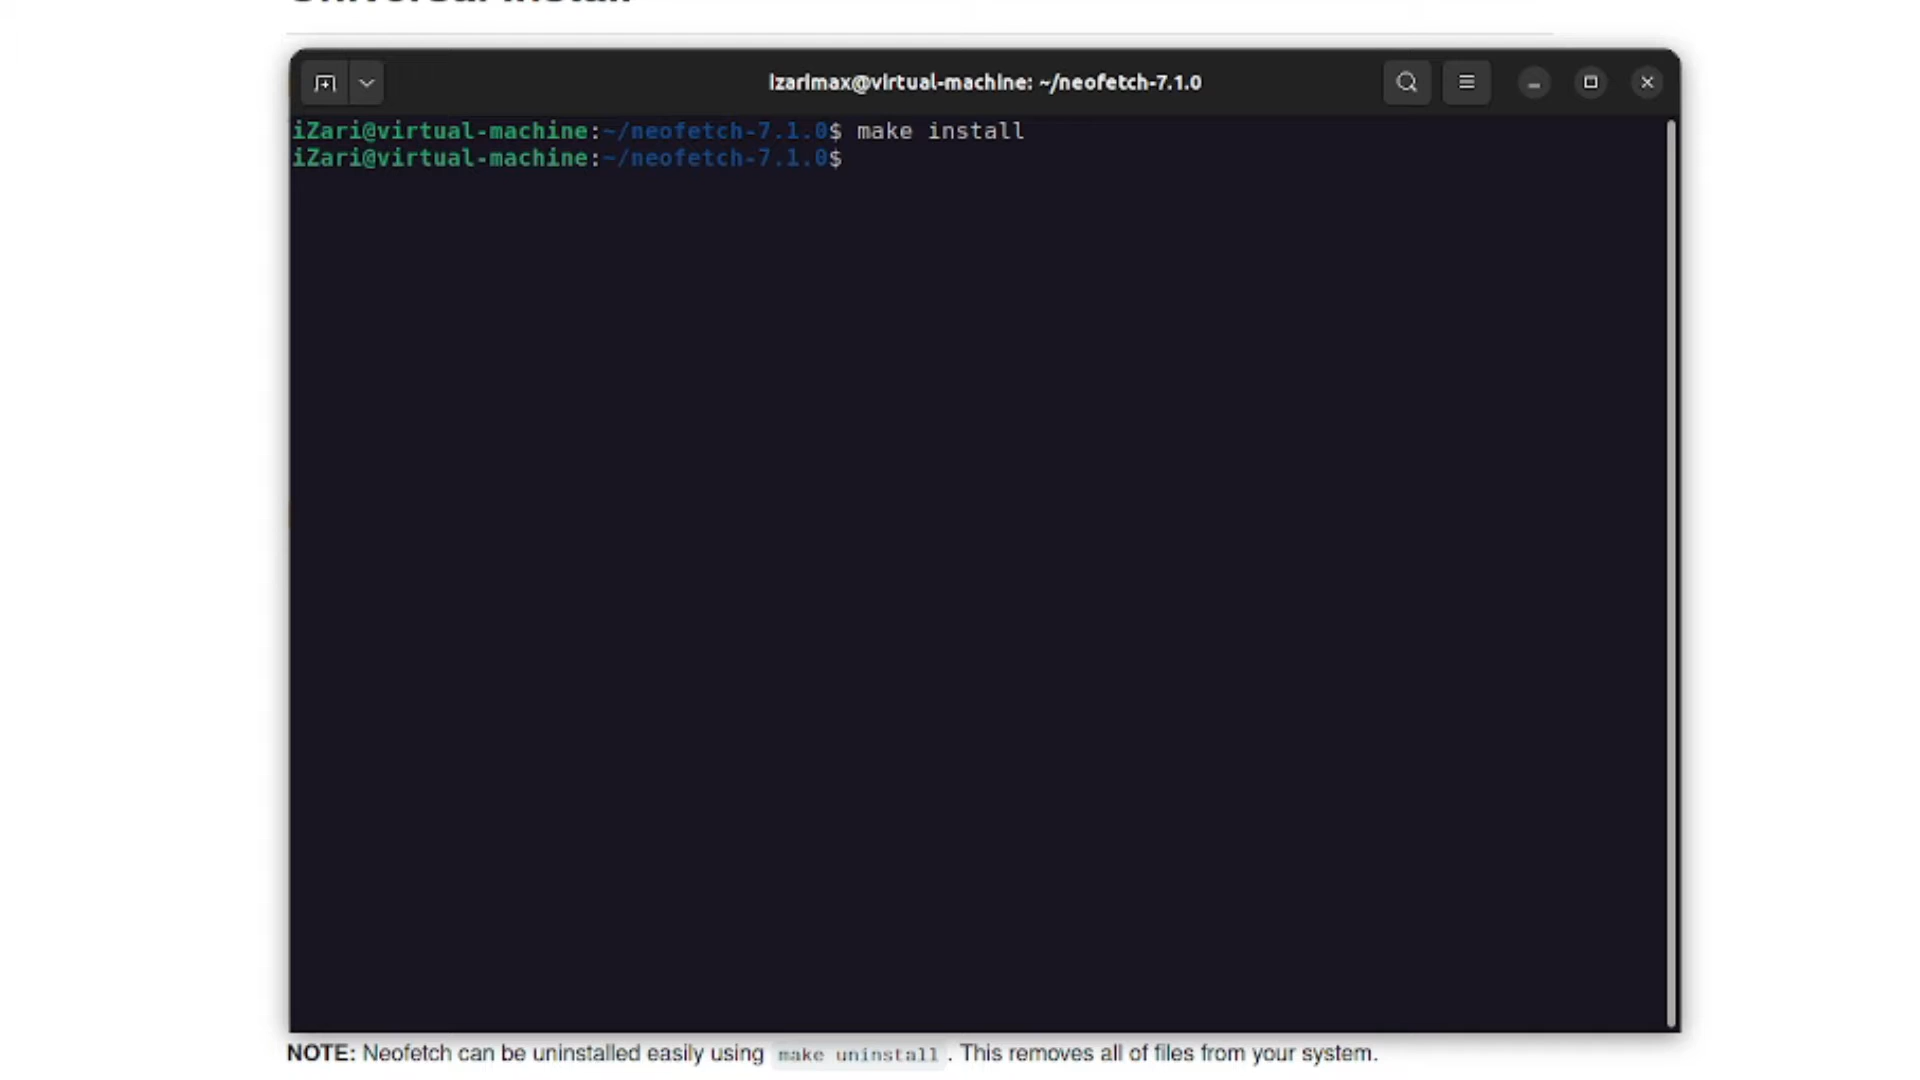 Universal Install
izarimax@virtual-machine: ~/neofetch-7.1.0
iZari@virtual-machine:~/neofetch-7.1.0$ make install
iZari@virtual-machine:~/neofetch-7.1.0$
NOTE: Neofetch can be uninstalled easily using make uninstall . This removes all of files from your system.